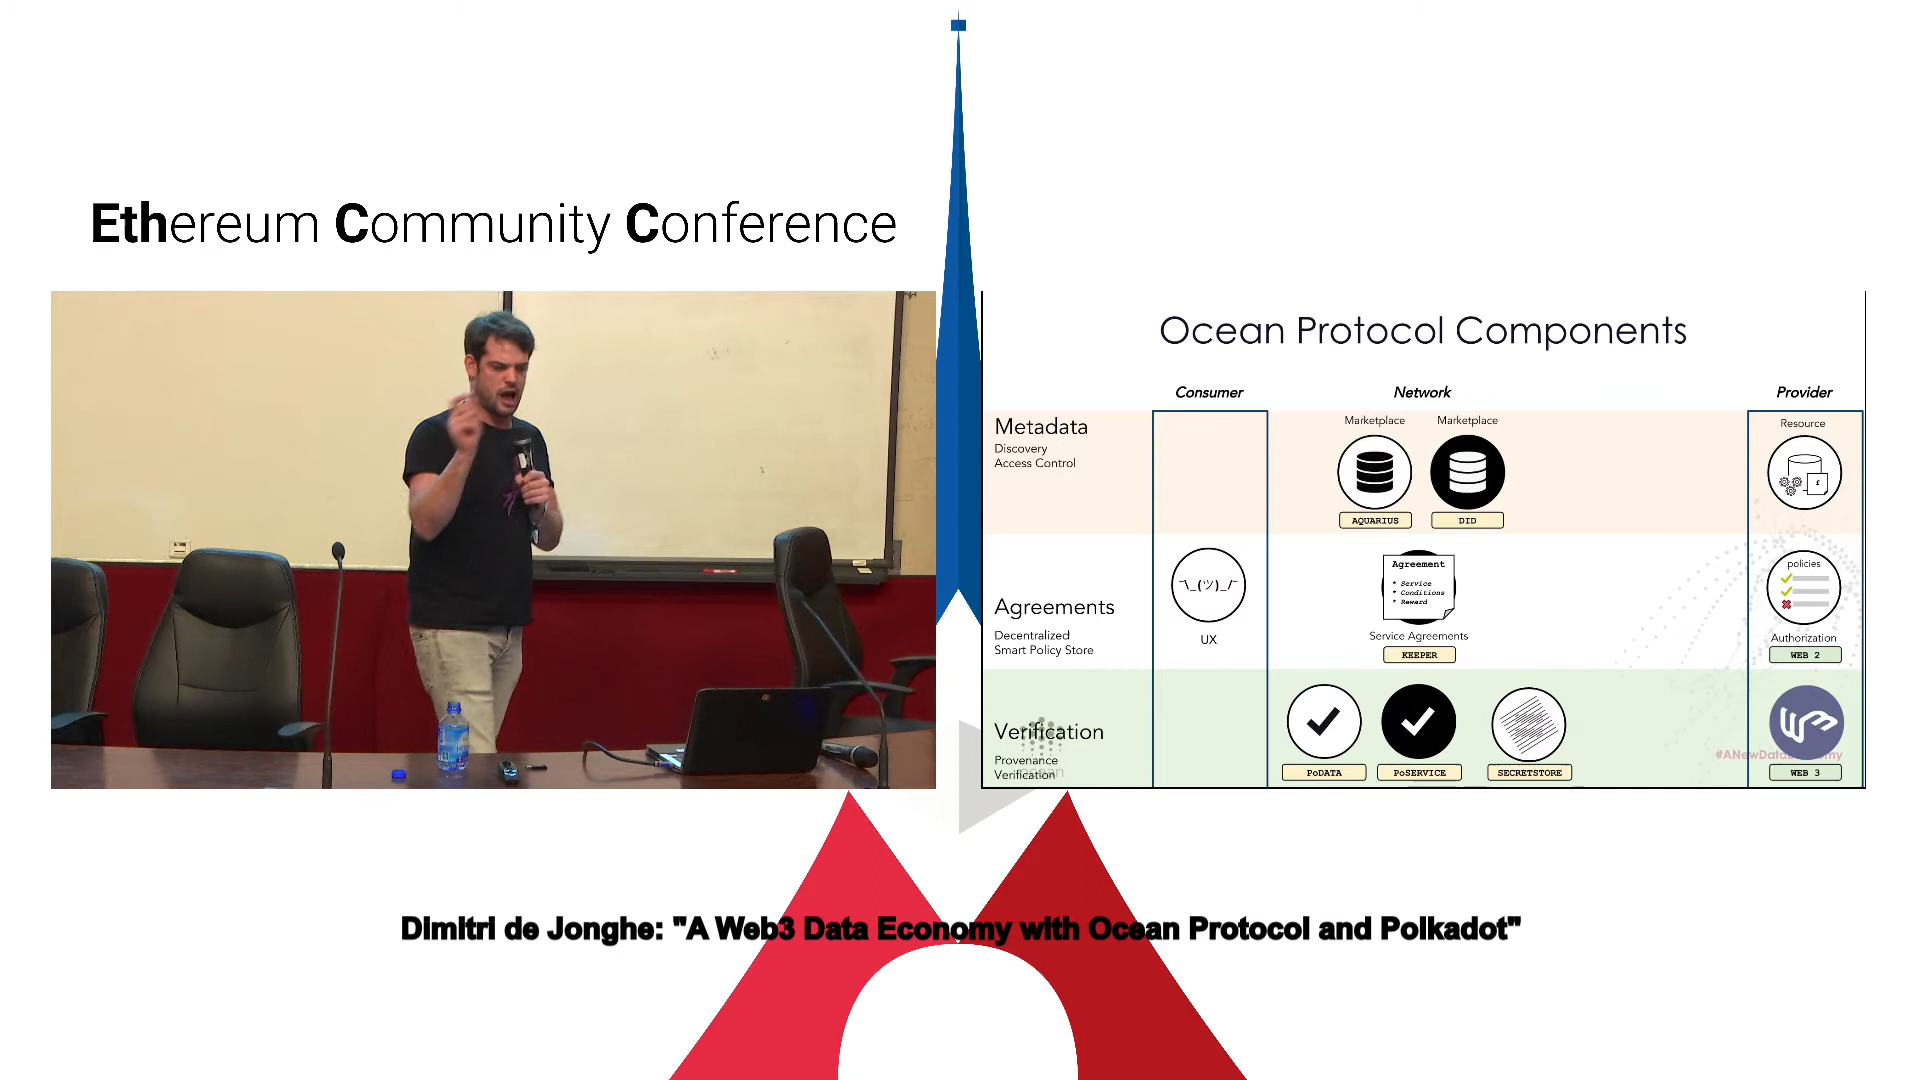 Ethereum Community Conference
Ocean Protocol Components
Consumer
Network
Provider
Metadata
Discovery
Access Control
Marketplace
Marketplace
Resource
£
AQUARIUS
DID
Agreements
Decentralized
Smart Policy Store
¯\_(ツ)_/¯
UX
Agreement
* Service
* Conditions
* Reward
Service Agreements
KEEPER
policies
Authorization
WEB 2
Verification
Provenance
Verification
ocean
PoDATA
PoSERVICE
SECRETSTORE
#ANewDataEconomy
WEB 3
Dimitri de Jonghe: "A Web3 Data Economy with Ocean Protocol and Polkadot"